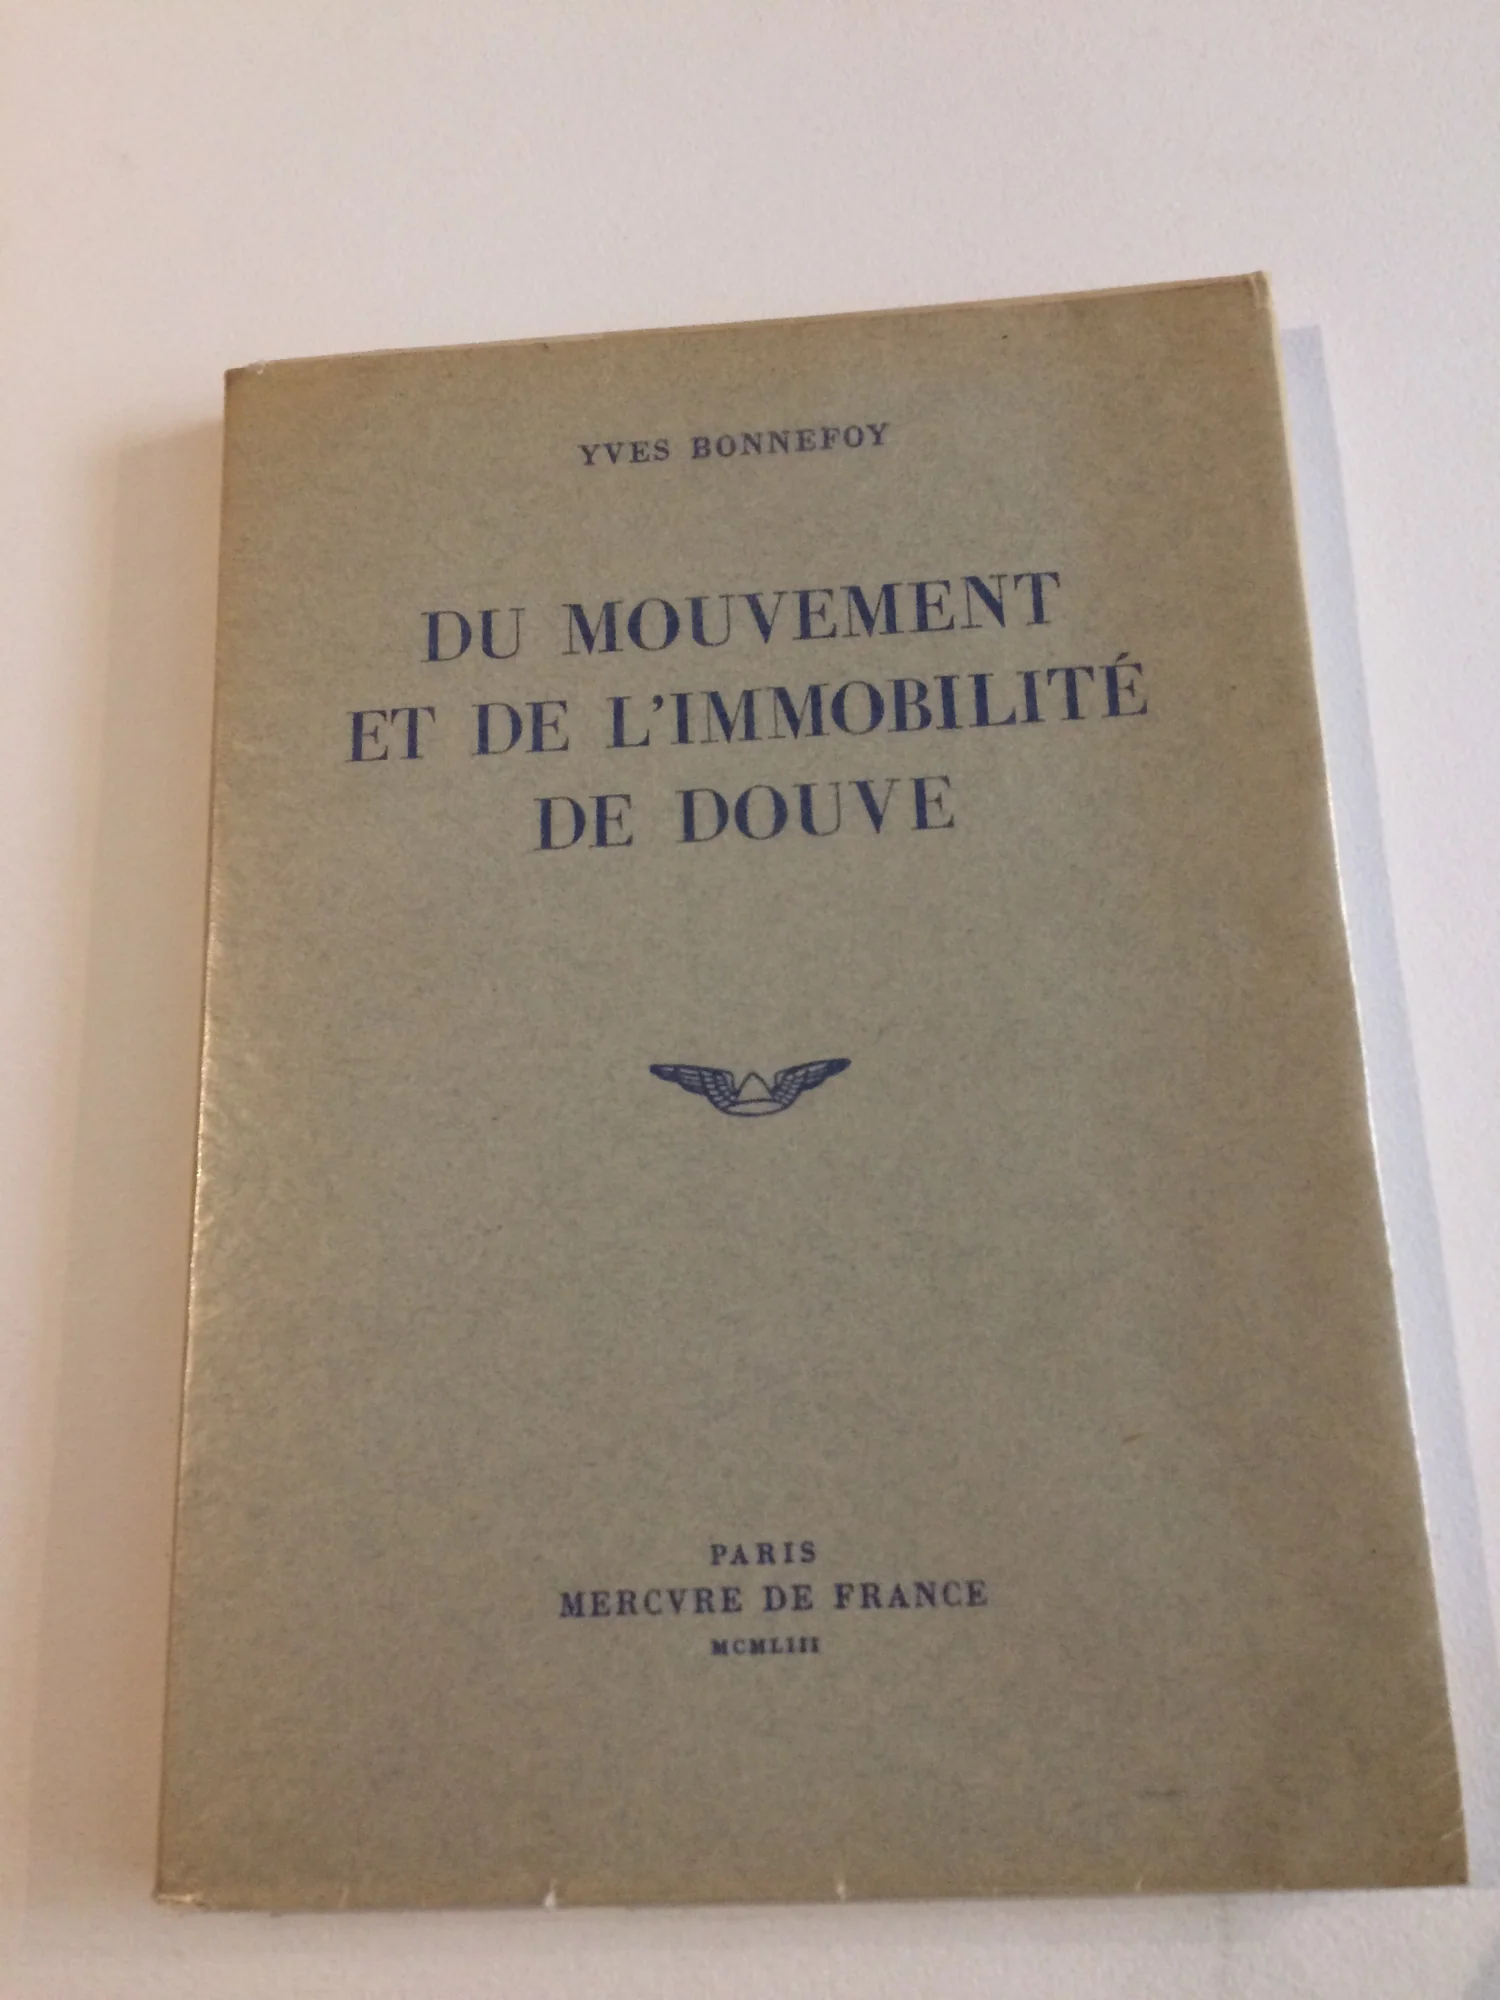 YVES BONNEFOY
DU MOUVEMENT
ET DE L'IMMOBILITÉ
DE DOUVE
PARIS
MERCVRE DE FRANCE
MCMLIII